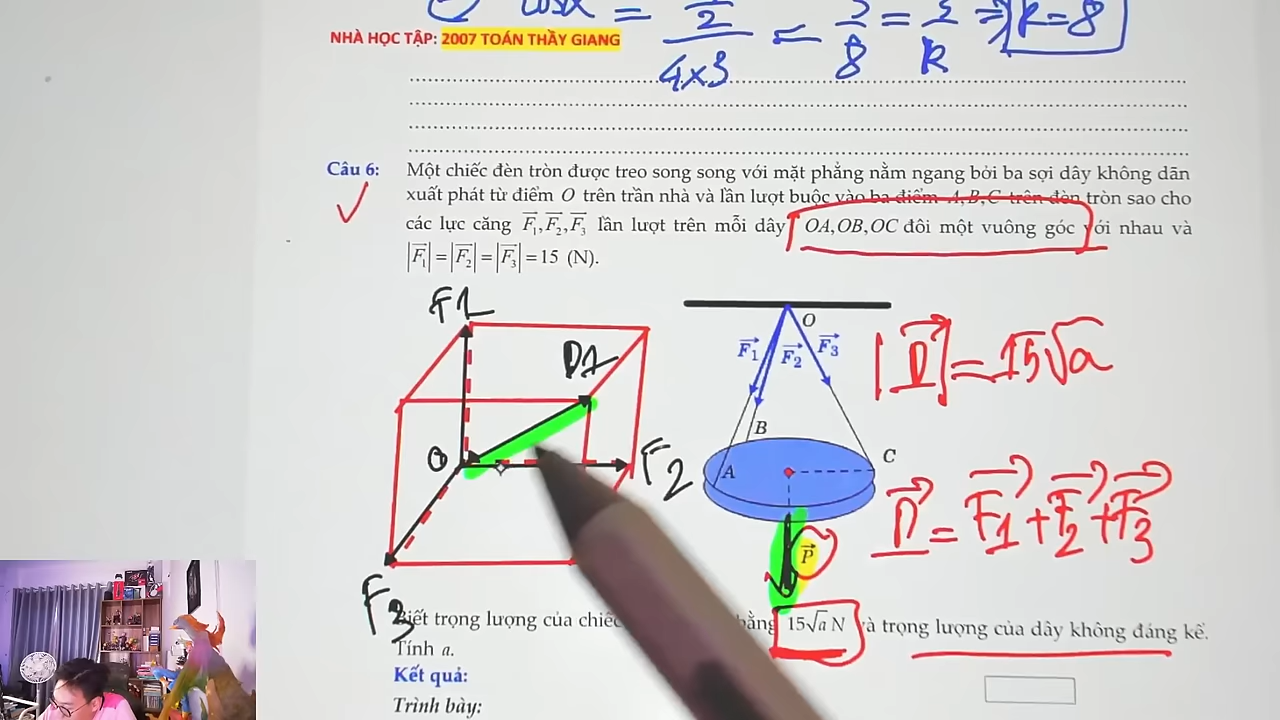 cosα = 3/2 / 4x3 = 3/8 = 3/k ⇒ k = 8
NHÀ HỌC TẬP: 2007 TOÁN THẦY GIANG
Câu 6: Một chiếc đèn tròn được treo song song với mặt phẳng nằm ngang bởi ba sợi dây không dãn
xuất phát từ điểm O trên trần nhà và lần lượt buộc vào ba điểm A, B, C trên đèn tròn sao cho
các lực căng F₁, F₂, F₃ lần lượt trên mỗi dây OA, OB, OC đôi một vuông góc với nhau và
|F₁| = |F₂| = |F₃| = 15 (N).
F1
D1
O
F2
F3
O
F₁ F₂ F₃
B
A
C
P
|P| = 15√a
P = F1 + F2 + F3
Biết trọng lượng của bằng 15√a N và trọng lượng của dây không đáng kể.
Tính a.
Kết quả:
Trình bày: